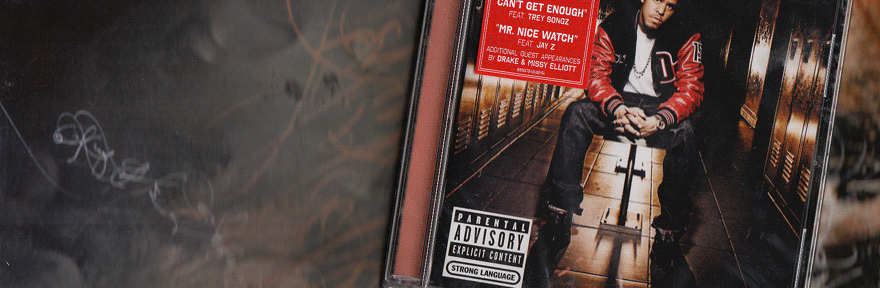 "CAN'T GET ENOUGH"
FEAT. TREY SONGZ
"MR. NICE WATCH"
FEAT. JAY Z
ADDITIONAL GUEST APPEARANCES
BY DRAKE & MISSY ELLIOTT
PARENTAL
ADVISORY
EXPLICIT CONTENT
STRONG LANGUAGE